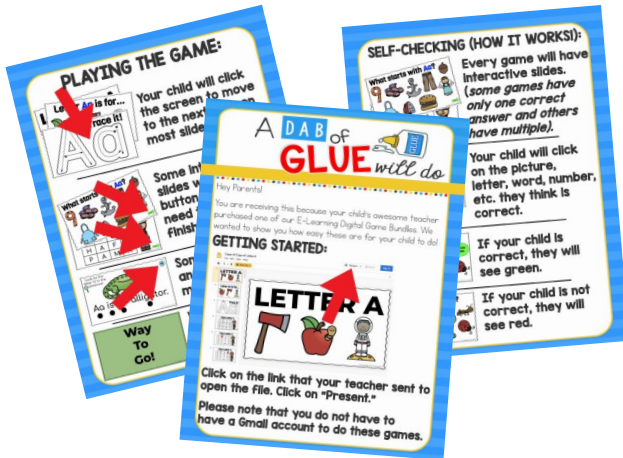 PLAYING THE GAME:
Letter Aa is for...
trace it!
Aa
Your child will click
the screen to move
to the next
most
What starts with Aa?
9
H A F
P A
Some
button
need
finish
Aa is alligator.
an
Way
To
Go!
A DAB of
GLUE will do
GLUE
Hey Parents!
You are receiving this because your child's awesome teacher
purchased one of our E-Learning Digital Game Bundles. We
wanted to show you how easy these are for your child to do!
GETTING STARTED:
LETTER A
LETTER A
Click on the link that your teacher sent to
open the file. Click on "Present."
Please note that you do not have to
have a Gmail account to do these games.
SELF-CHECKING (HOW IT WORKS!):
What starts with Aa?
9
Every game will have
interactive slides.
(some games have
only one correct
answer and others
have multiple).
Your child will click
on the picture,
letter, word, number,
etc. they think is
correct.
If your child is
correct, they will
see green.
If your child is not
correct, they will
see red.